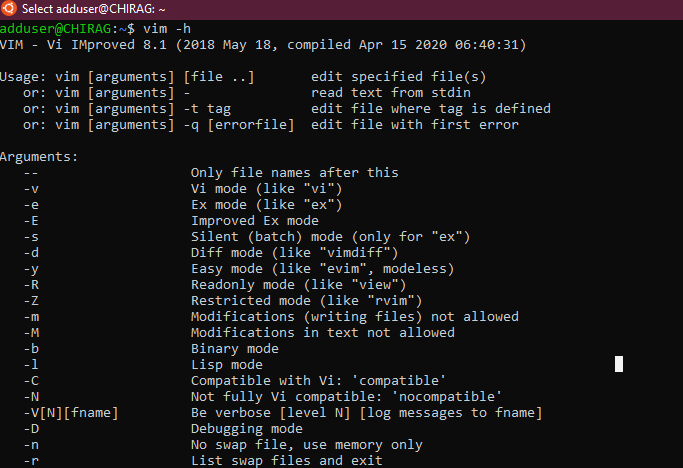 Select adduser@CHIRAG: ~
adduser@CHIRAG:~$ vim -h
VIM - Vi IMproved 8.1 (2018 May 18, compiled Apr 15 2020 06:40:31)
Usage: vim [arguments] [file ..]       edit specified file(s)
   or: vim [arguments] -               read text from stdin
   or: vim [arguments] -t tag          edit file where tag is defined
   or: vim [arguments] -q [errorfile]  edit file with first error
Arguments:
   --                   Only file names after this
   -v                   Vi mode (like "vi")
   -e                   Ex mode (like "ex")
   -E                   Improved Ex mode
   -s                   Silent (batch) mode (only for "ex")
   -d                   Diff mode (like "vimdiff")
   -y                   Easy mode (like "evim", modeless)
   -R                   Readonly mode (like "view")
   -Z                   Restricted mode (like "rvim")
   -m                   Modifications (writing files) not allowed
   -M                   Modifications in text not allowed
   -b                   Binary mode
   -l                   Lisp mode
   -C                   Compatible with Vi: 'compatible'
   -N                   Not fully Vi compatible: 'nocompatible'
   -V[N][fname]         Be verbose [level N] [log messages to fname]
   -D                   Debugging mode
   -n                   No swap file, use memory only
   -r                   List swap files and exit